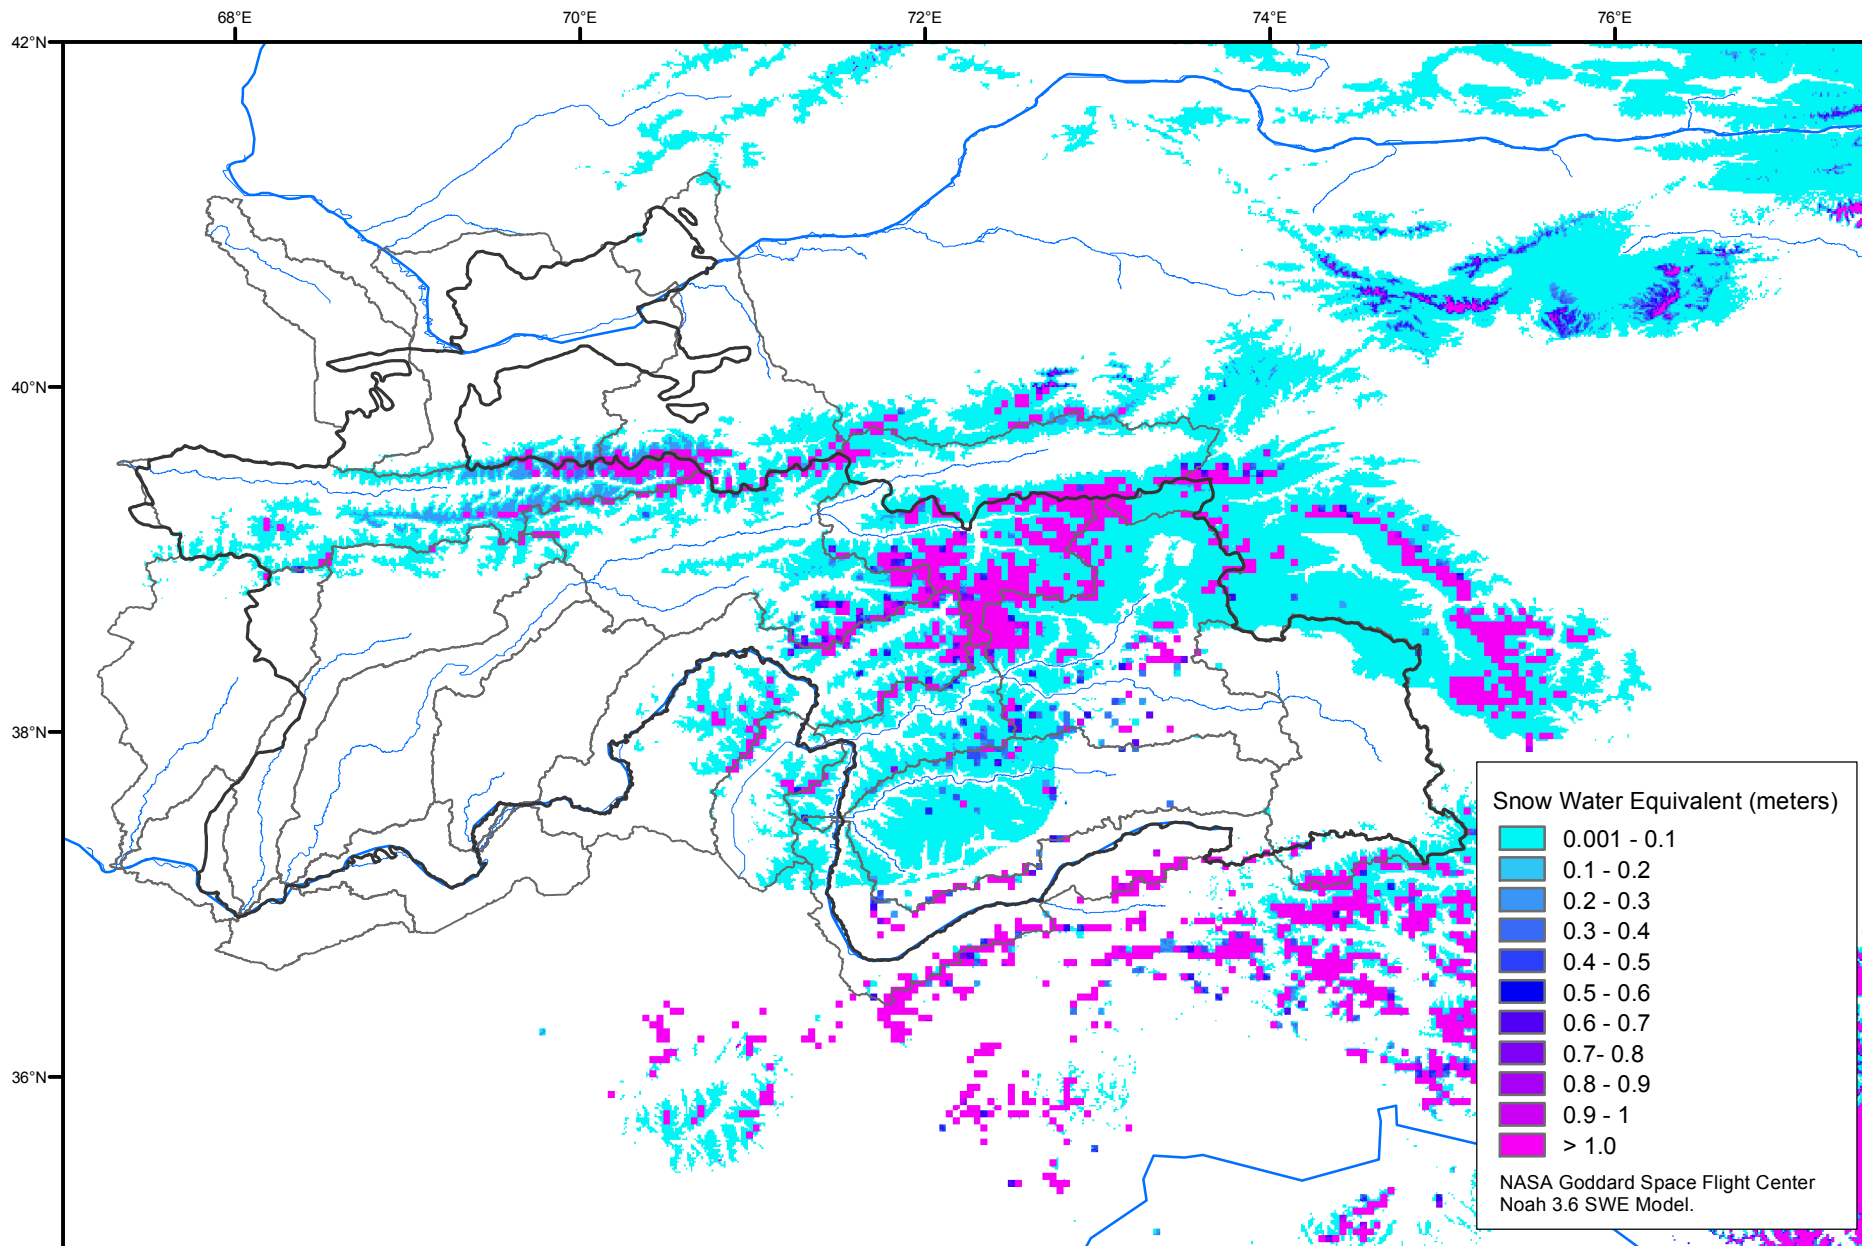 68°E
70°E
72°E
74°E
76°E
42°N
40°N
38°N
36°N
Snow Water Equivalent (meters)
0.001 - 0.1
0.1 - 0.2
0.2 - 0.3
0.3 - 0.4
0.4 - 0.5
0.5 - 0.6
0.6 - 0.7
0.7- 0.8
0.8 - 0.9
0.9 - 1
> 1.0
NASA Goddard Space Flight Center
Noah 3.6 SWE Model.